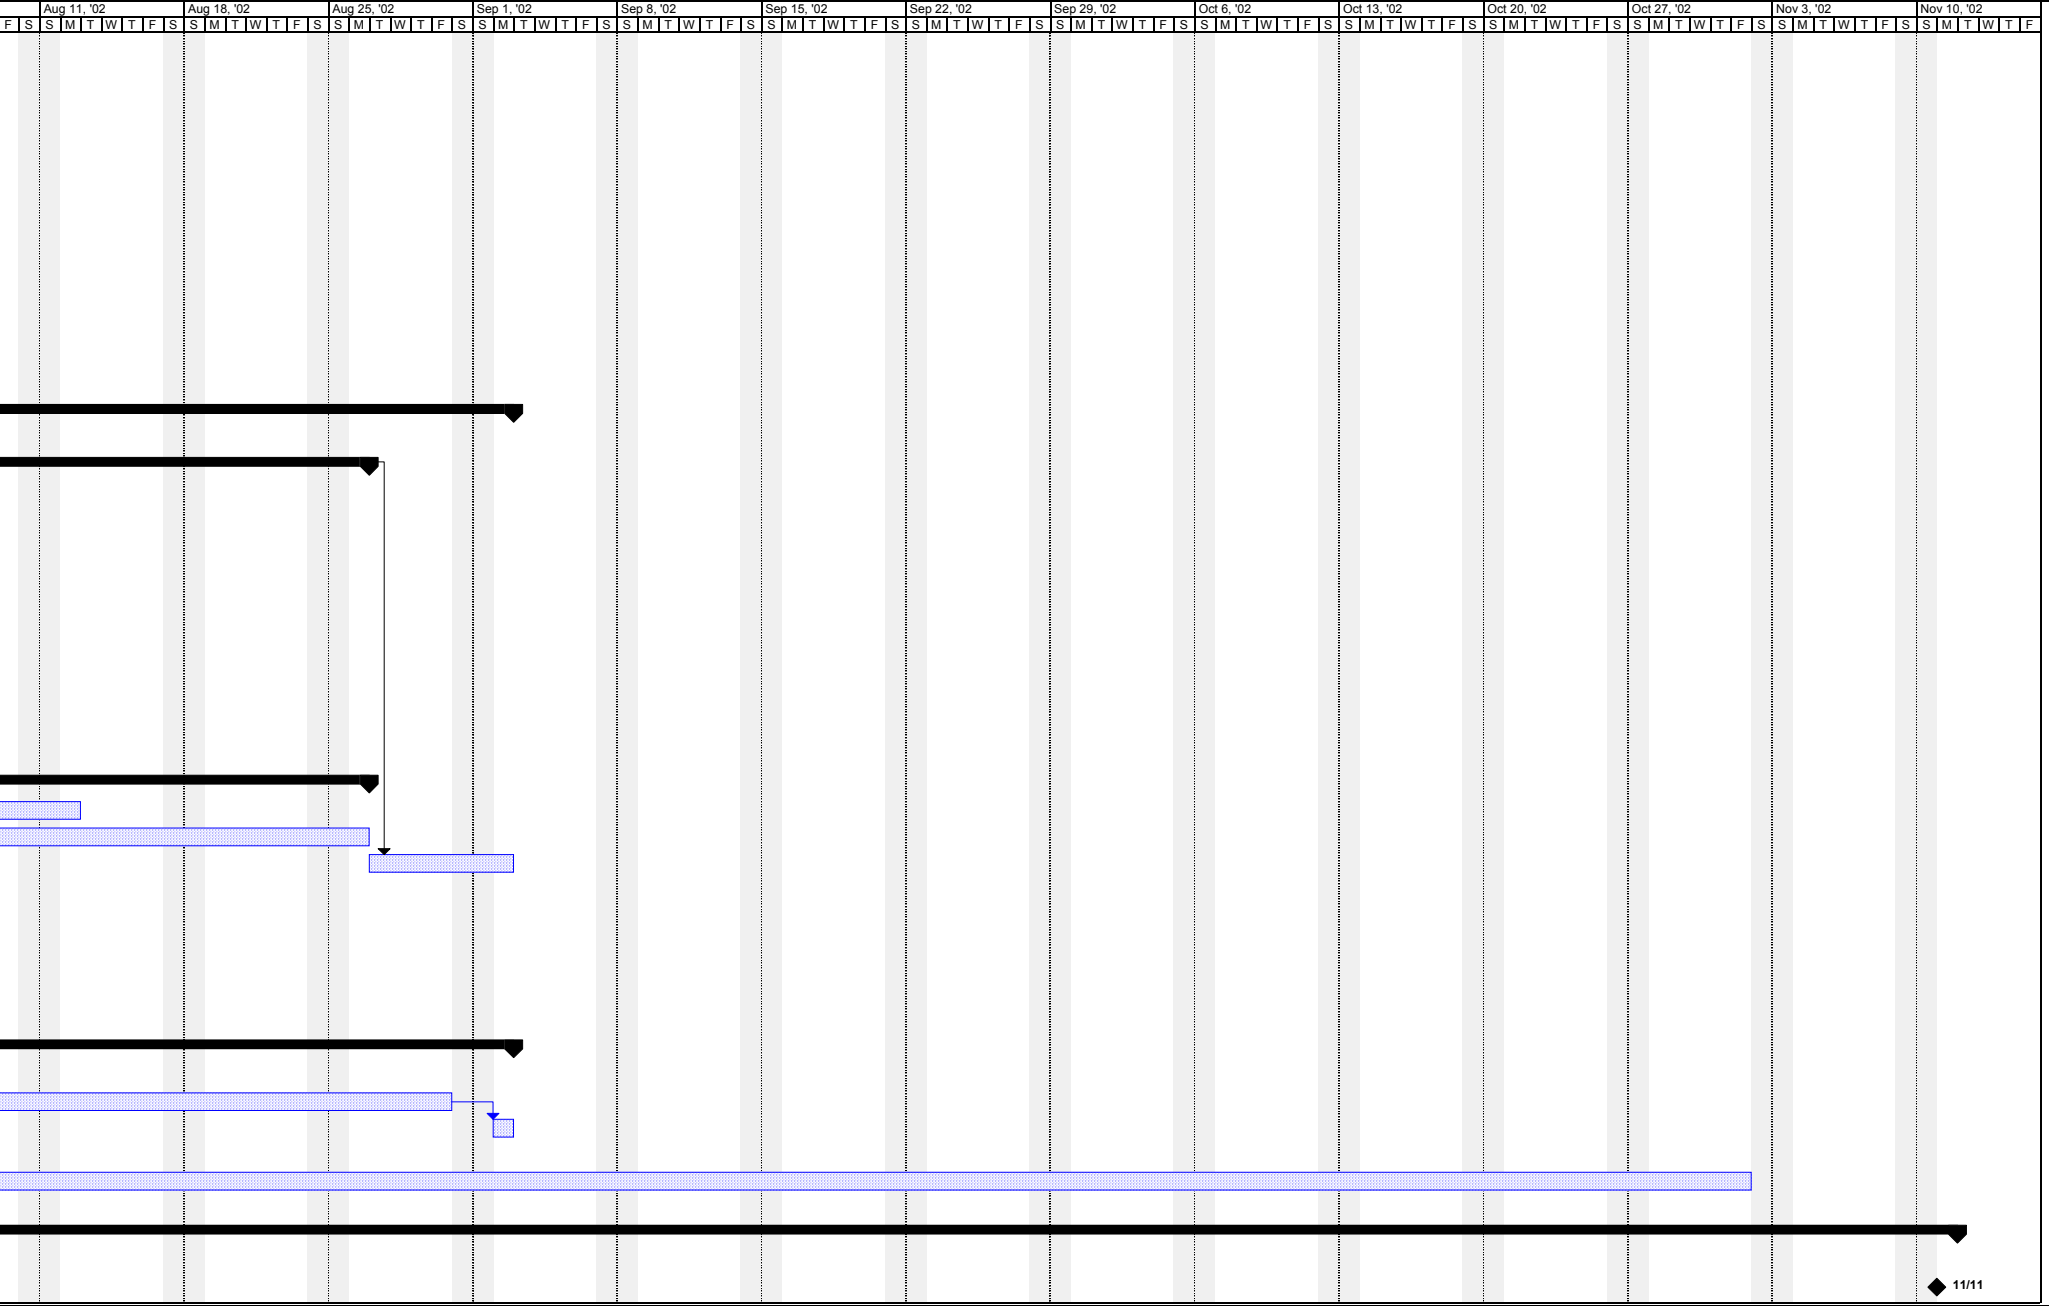 Aug 11, '02 Aug 18, '02 Aug 25, '02 Sep 1, '02 Sep 8, '02 Sep 15, '02 Sep 22, '02 Sep 29, '02 Oct 6, '02 Oct 13, '02 Oct 20, '02 Oct 27, '02 Nov 3, '02 Nov 10, '02
F S S M T W T F S S M T W T F S S M T W T F S S M T W T F S S M T W T F S S M T W T F S S M T W T F S S M T W T F S S M T W T F S S M T W T F S S M T W T F S S M T W T F S S M T W T F S S M T W T F
11/11